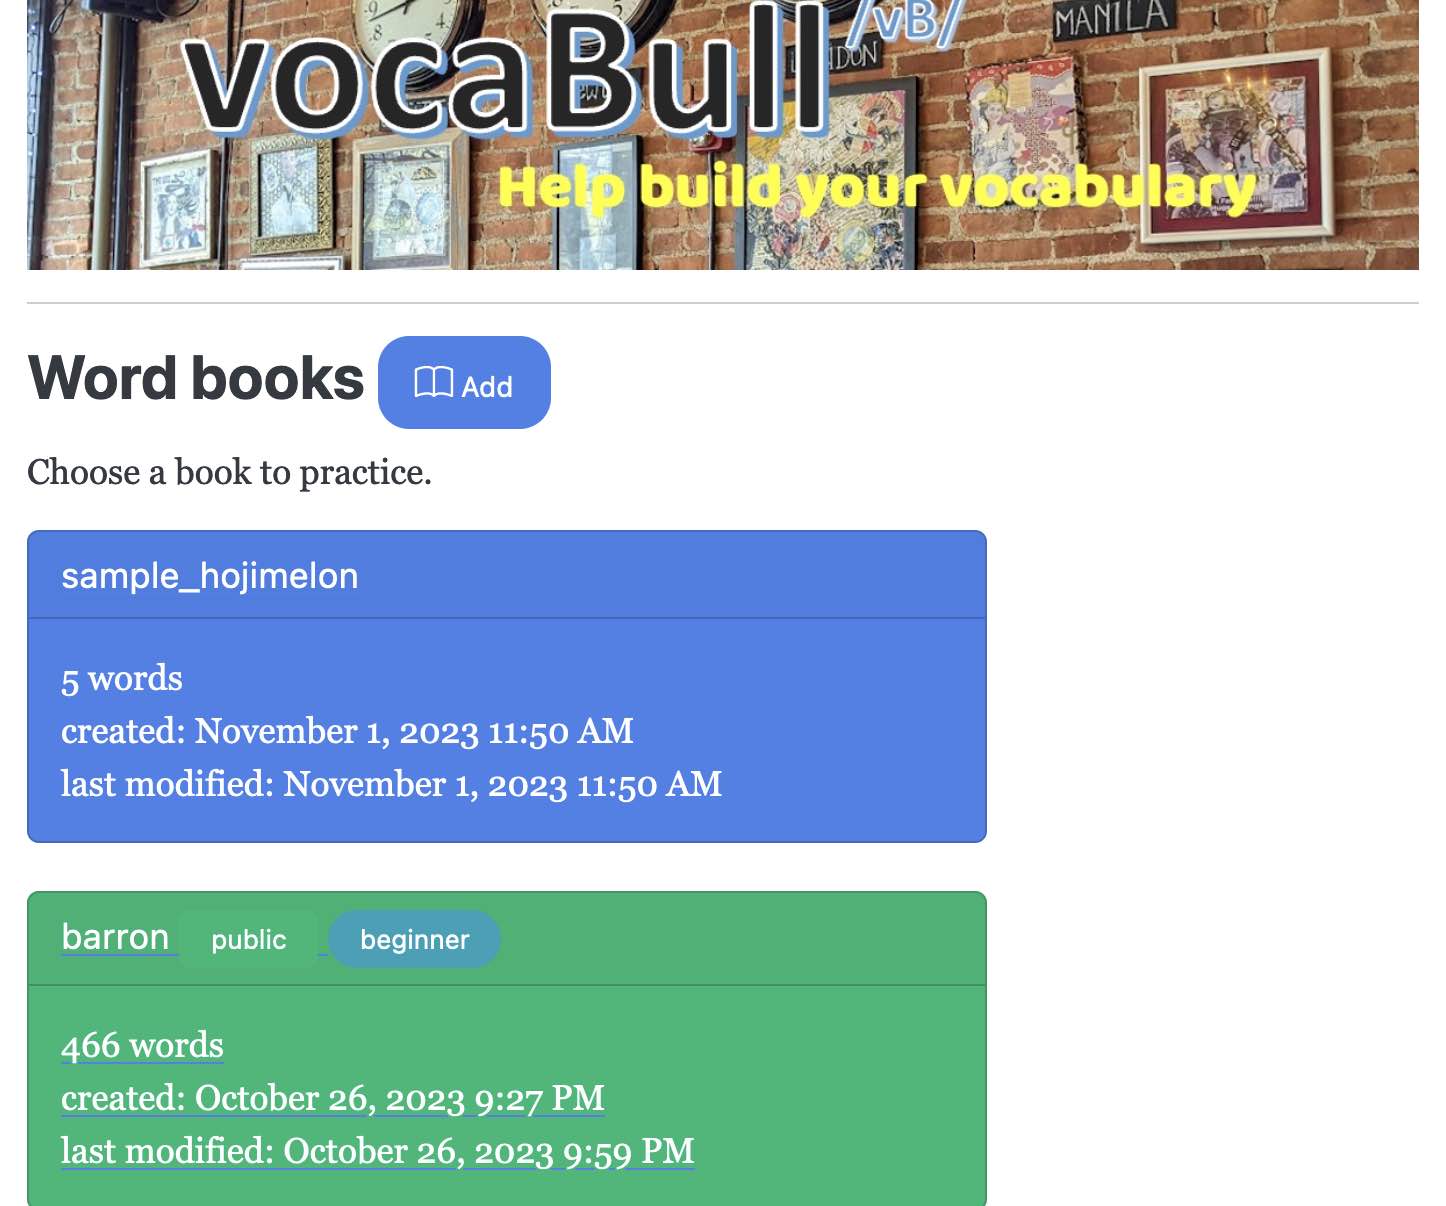 /vB/
vocaBull
MANILA
Help build your vocabulary
Word books
Add
Choose a book to practice.
sample_hojimelon
5 words
created: November 1, 2023 11:50 AM
last modified: November 1, 2023 11:50 AM
barron public beginner
466 words
created: October 26, 2023 9:27 PM
last modified: October 26, 2023 9:59 PM